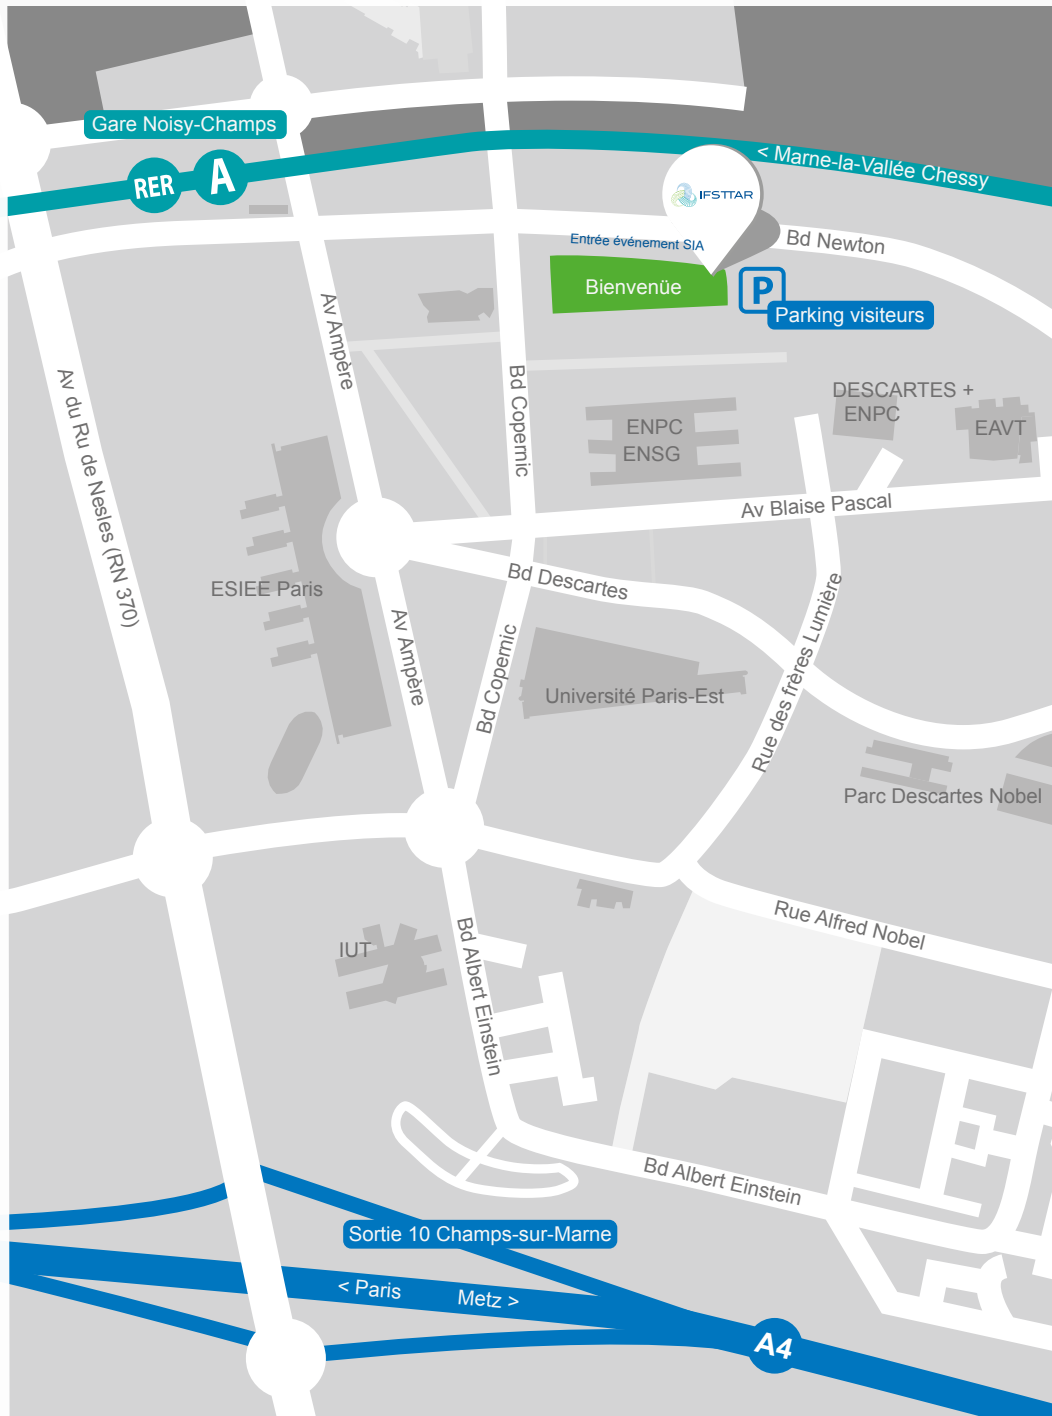 Gare Noisy-Champs
RER A
< Marne-la-Vallée Chessy
IFSTTAR
Entrée événement SIA
Bd Newton
Bienvenüe
P
Parking visiteurs
Av Ampère
Av du Ru de Nesles (RN 370)
Bd Copernic
DESCARTES +
ENPC
EAVT
ENPC
ENSG
Av Blaise Pascal
ESIEE Paris
Bd Descartes
Av Ampère
Bd Copernic
Rue des frères Lumière
Université Paris-Est
Parc Descartes Nobel
Rue Alfred Nobel
IUT
Bd Albert Einstein
Bd Albert Einstein
Sortie 10 Champs-sur-Marne
< Paris Metz >
A4